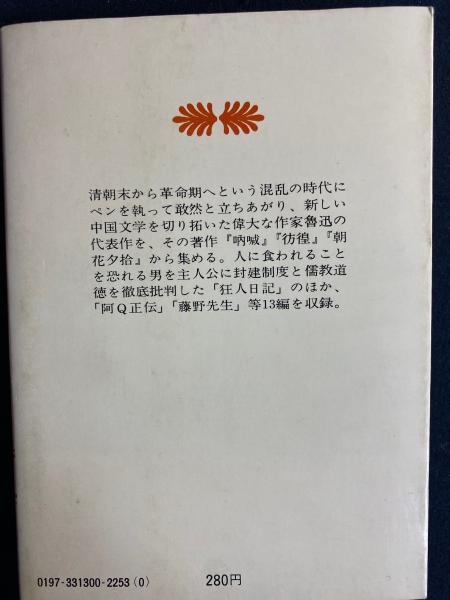 清朝末から革命期へという混乱の時代に
ペンを執って敢然と立ちあがり、新しい
中国文学を切り拓いた偉大な作家魯迅の
代表作を、その著作『吶喊』『彷徨』『朝
花夕拾』から集める。人に食われること
を恐れる男を主人公に封建制度と儒教道
徳を徹底批判した「狂人日記」のほか、
「阿Q正伝」「藤野先生」等13編を収録。
0197-331300-2253(0)
280円